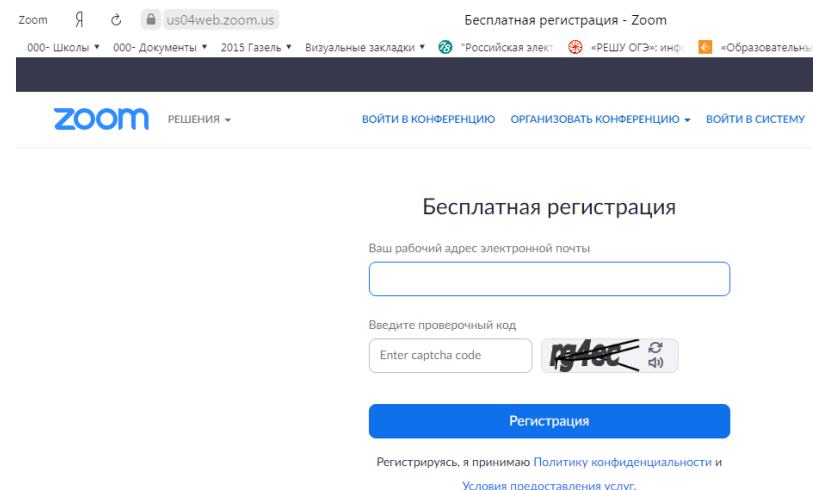 Zoom Я us04web.zoom.us Бесплатная регистрация - Zoom
000- Школы 000- Документы 2015 Газель Визуальные закладки "Российская элект «РЕШУ ОГЭ»: инф «Образовательны
zoom РЕШЕНИЯ ВОЙТИ В КОНФЕРЕНЦИЮ ОРГАНИЗОВАТЬ КОНФЕРЕНЦИЮ ВОЙТИ В СИСТЕМУ
Бесплатная регистрация
Ваш рабочий адрес электронной почты
Введите проверочный код
Enter captcha code
Регистрация
Регистрируясь, я принимаю Политику конфиденциальности и
Условия предоставления услуг.